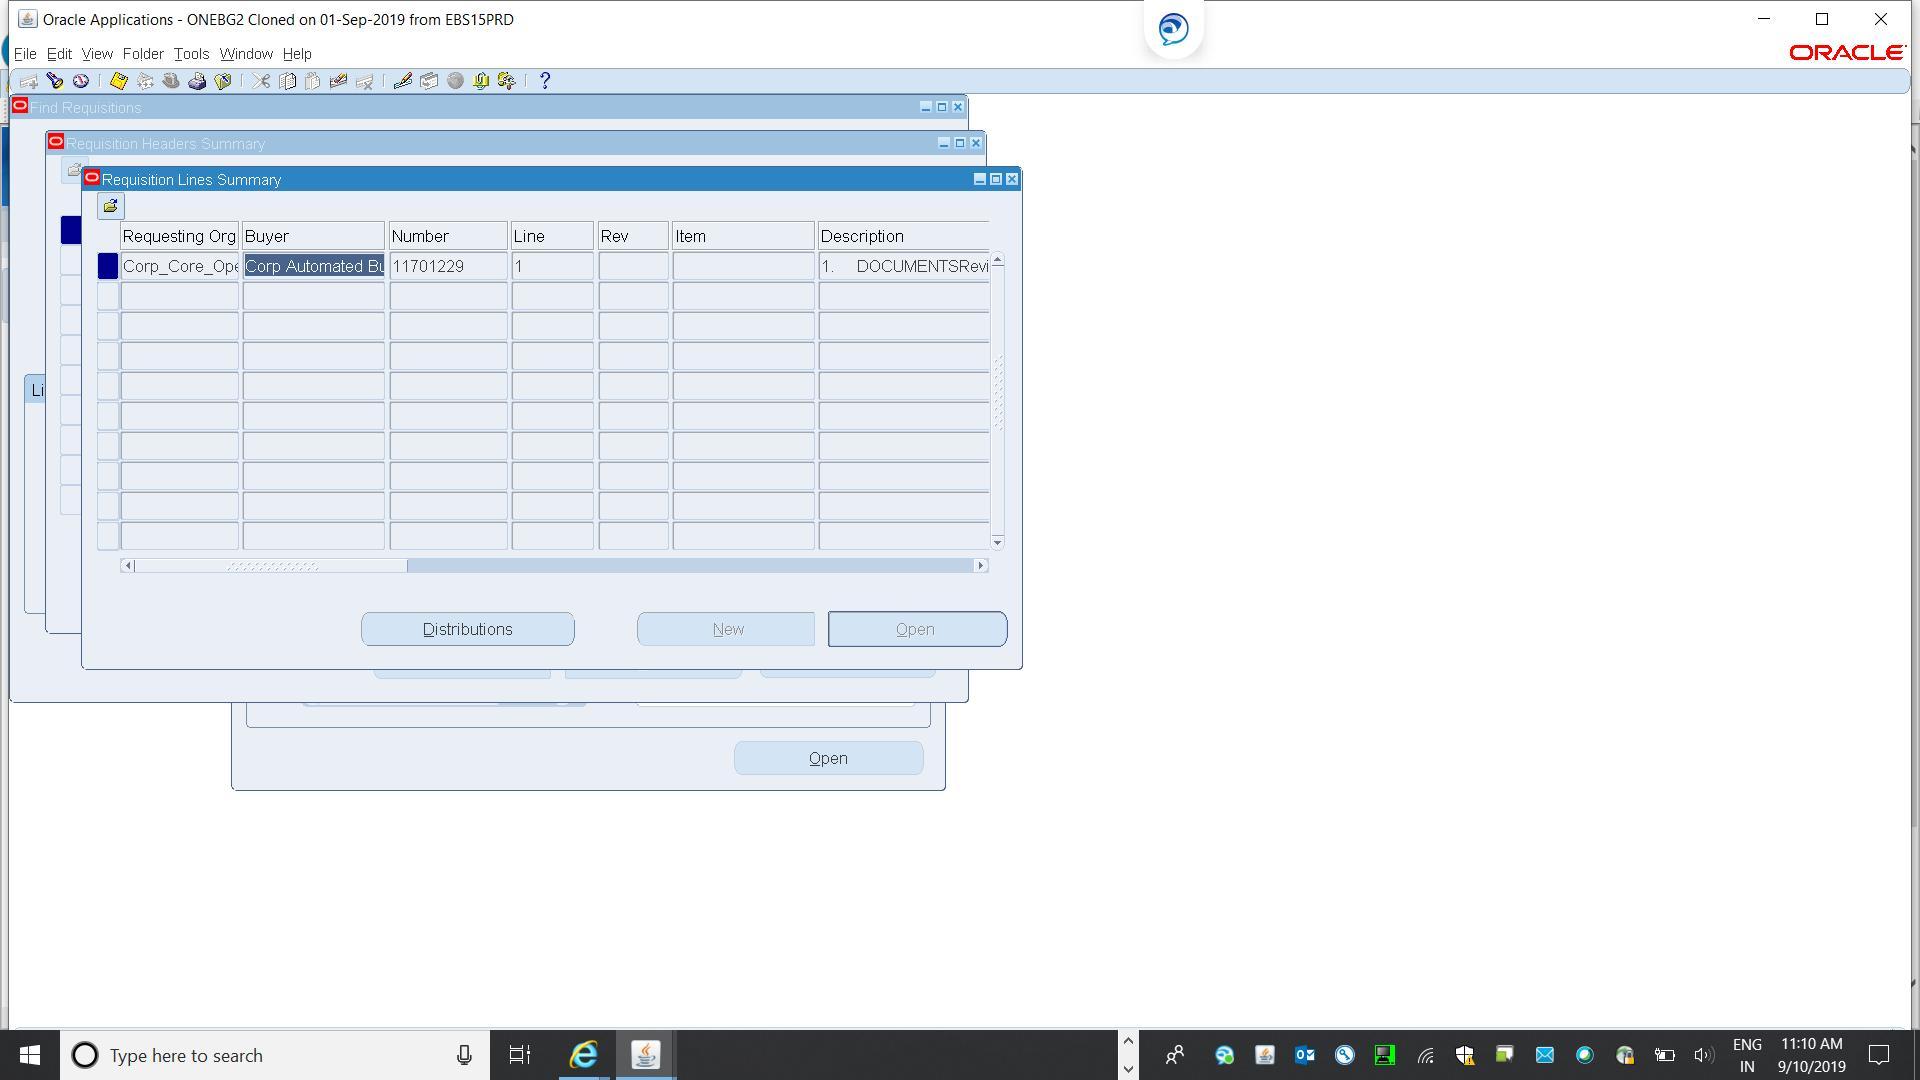 Oracle Applications - ONEBG2 Cloned on 01-Sep-2019 from EBS15PRD
File Edit View Folder Tools Window Help
ORACLE
Find Requisitions
Requisition Headers Summary
Requisition Lines Summary
Requesting Org Buyer Number Line Rev Item Description
Corp_Core_Ope Corp Automated Bu 11701229 1 1. DOCUMENTSRevi
Li
Distributions New Open
Open
Type here to search
ENG 11:10 AM
IN 9/10/2019